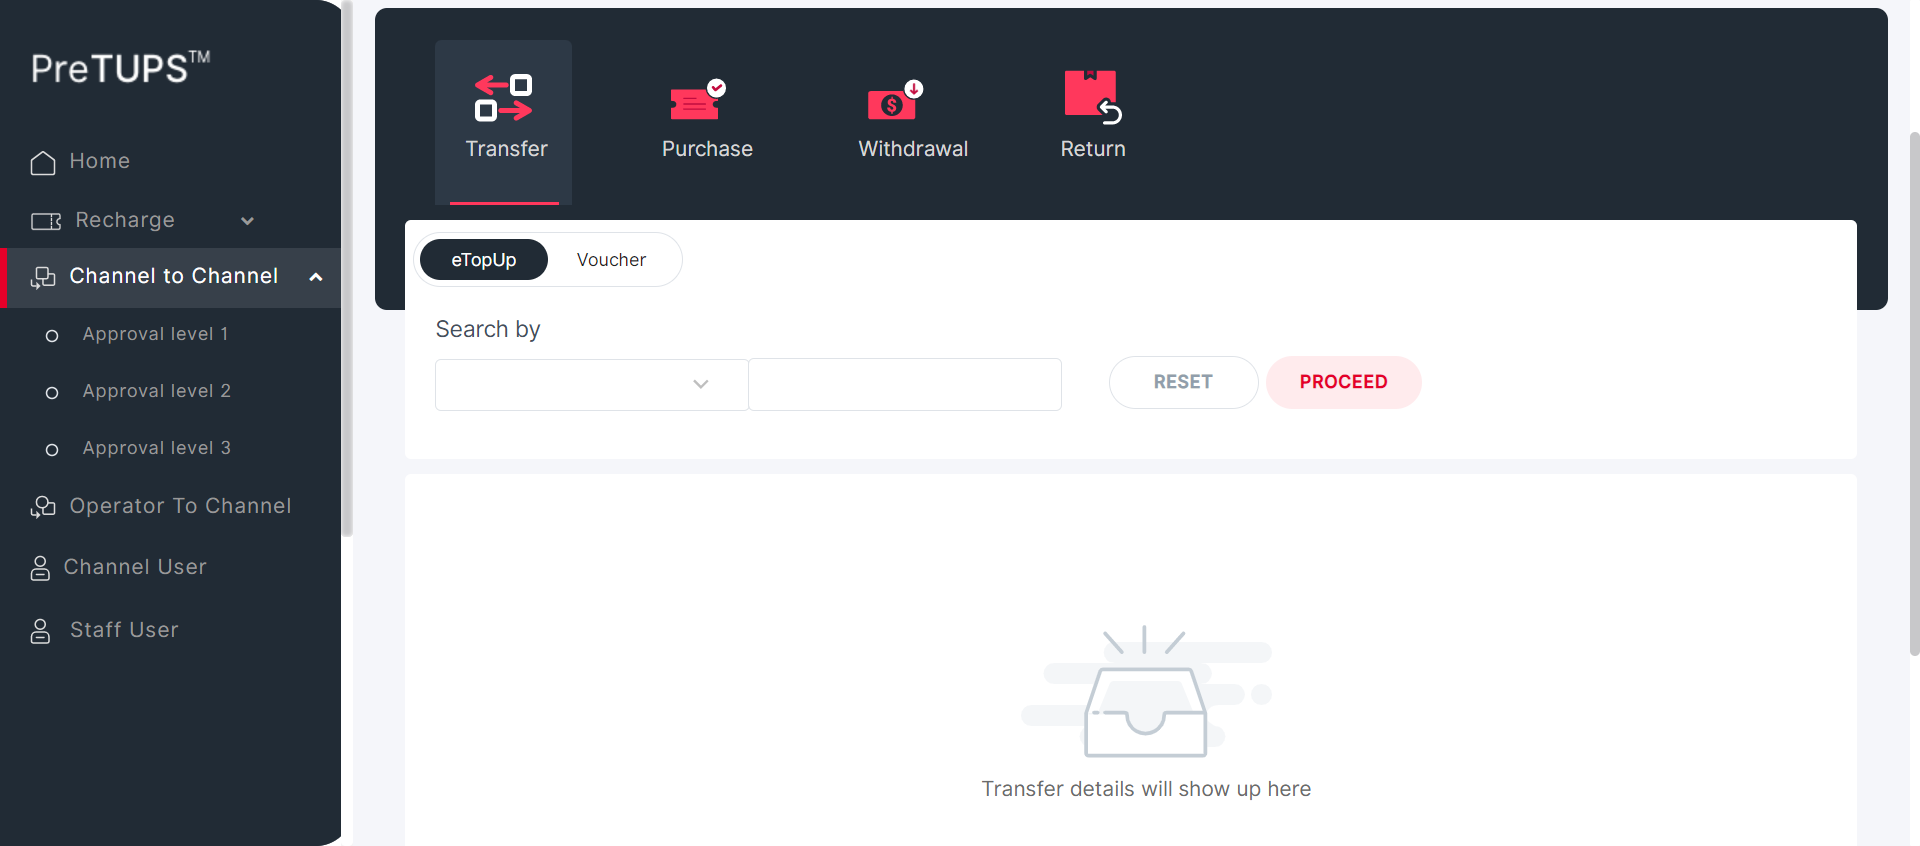 PreTUPS™
Home
Recharge
Channel to Channel
Approval level 1
Approval level 2
Approval level 3
Operator To Channel
Channel User
Staff User
Transfer
Purchase
Withdrawal
Return
eTopUp
Voucher
Search by
RESET
PROCEED
Transfer details will show up here